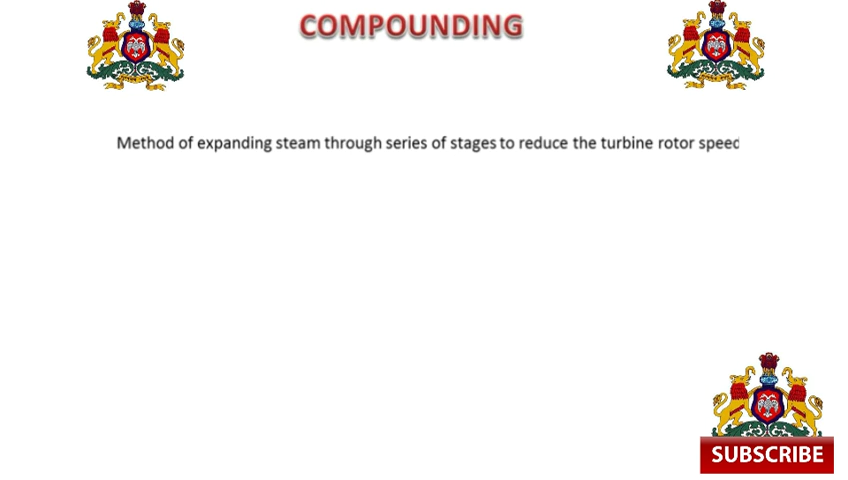 COMPOUNDING
Method of expanding steam through series of stages to reduce the turbine rotor speed
SUBSCRIBE